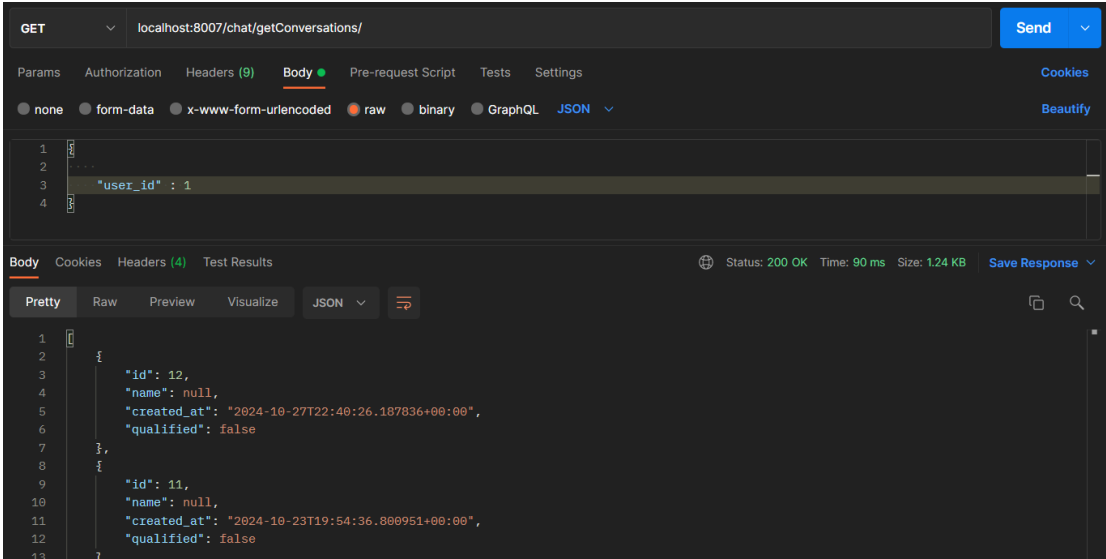 GET localhost:8007/chat/getConversations/ Send
Params Authorization Headers (9) Body Pre-request Script Tests Settings Cookies
none form-data x-www-form-urlencoded raw binary GraphQL JSON Beautify
1 {
2 ····
3 "user_id" : 1
4 }
Body Cookies Headers (4) Test Results Status: 200 OK Time: 90 ms Size: 1.24 KB Save Response
Pretty Raw Preview Visualize JSON
1 [
2 {
3 "id": 12,
4 "name": null,
5 "created_at": "2024-10-27T22:40:26.187836+00:00",
6 "qualified": false
7 },
8 {
9 "id": 11,
10 "name": null,
11 "created_at": "2024-10-23T19:54:36.800951+00:00",
12 "qualified": false
13 }